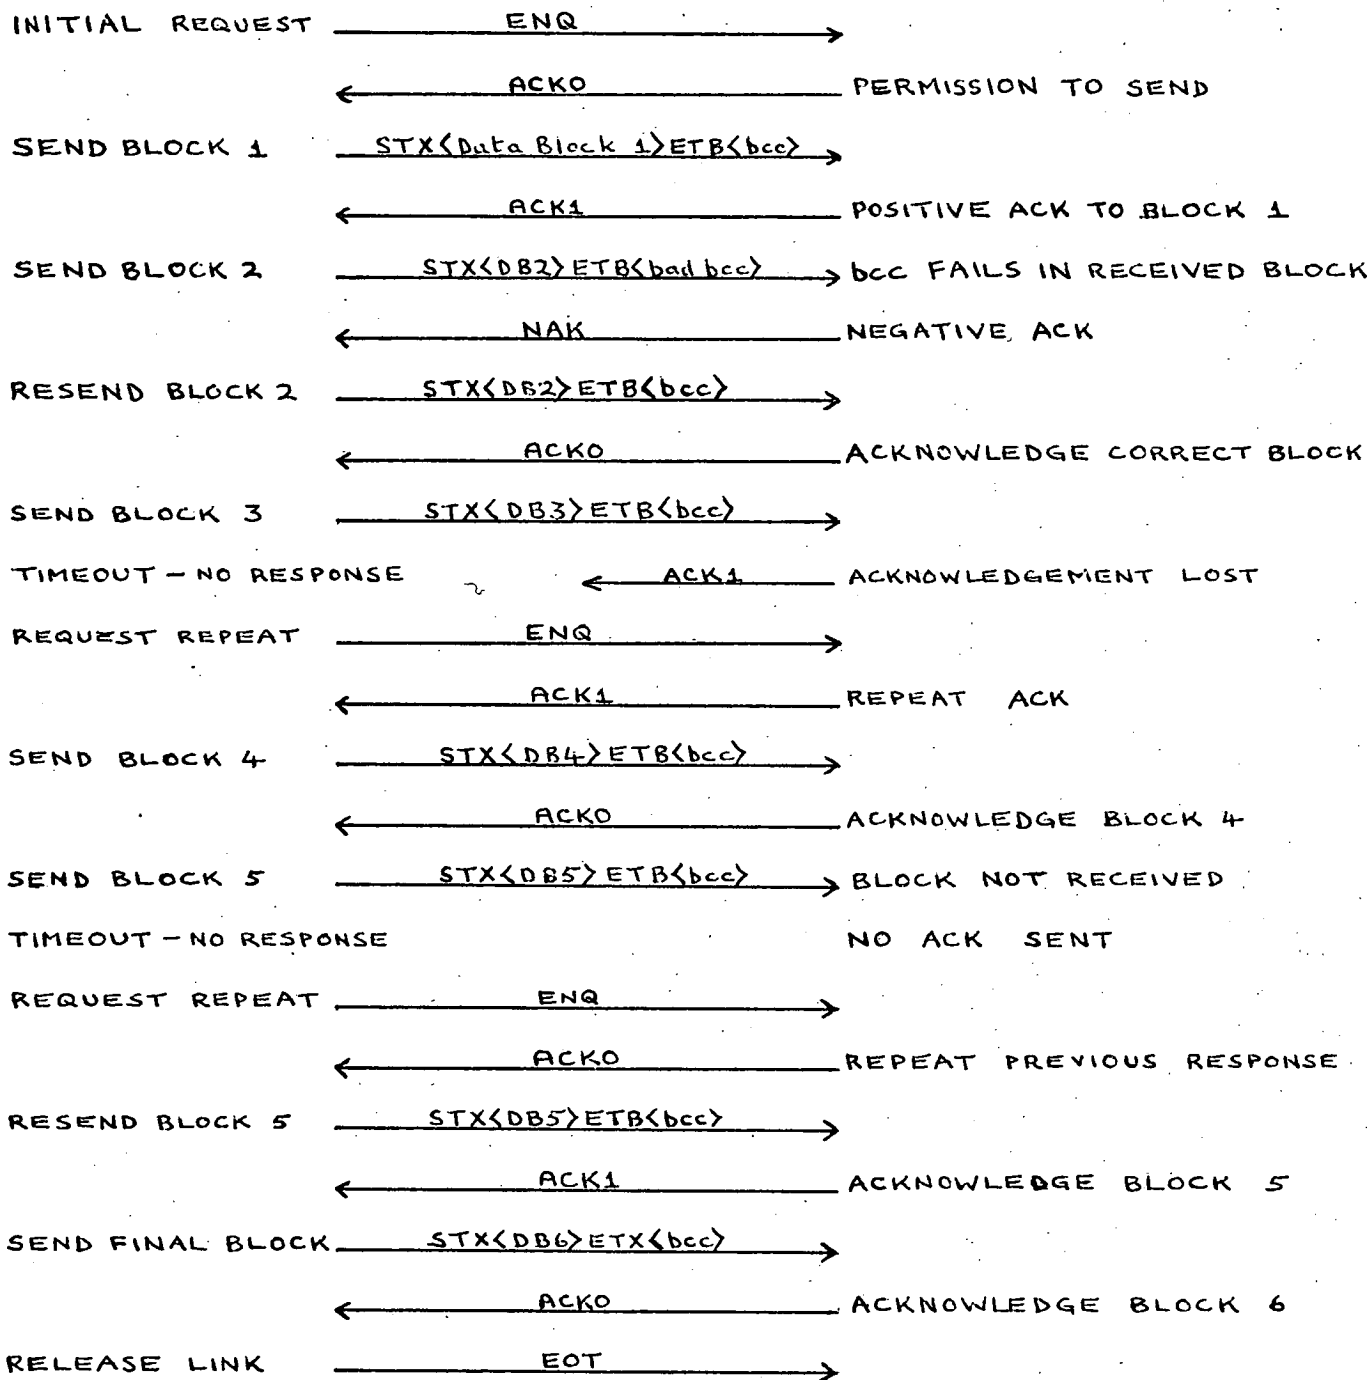 INITIAL REQUEST ENQ
ACK0 PERMISSION TO SEND
SEND BLOCK 1 STX<Data Block 1>ETB<bcc>
ACK1 POSITIVE ACK TO BLOCK 1
SEND BLOCK 2 STX<DB2>ETB<bad bcc> bcc FAILS IN RECEIVED BLOCK
NAK NEGATIVE ACK
RESEND BLOCK 2 STX<DB2>ETB<bcc>
ACK0 ACKNOWLEDGE CORRECT BLOCK
SEND BLOCK 3 STX<DB3>ETB<bcc>
TIMEOUT - NO RESPONSE ACK1 ACKNOWLEDGEMENT LOST
REQUEST REPEAT ENQ
ACK1 REPEAT ACK
SEND BLOCK 4 STX<DB4>ETB<bcc>
ACK0 ACKNOWLEDGE BLOCK 4
SEND BLOCK 5 STX<DB5>ETB<bcc> BLOCK NOT RECEIVED
TIMEOUT - NO RESPONSE NO ACK SENT
REQUEST REPEAT ENQ
ACK0 REPEAT PREVIOUS RESPONSE
RESEND BLOCK 5 STX<DB5>ETB<bcc>
ACK1 ACKNOWLEDGE BLOCK 5
SEND FINAL BLOCK STX<DB6>ETX<bcc>
ACK0 ACKNOWLEDGE BLOCK 6
RELEASE LINK EOT